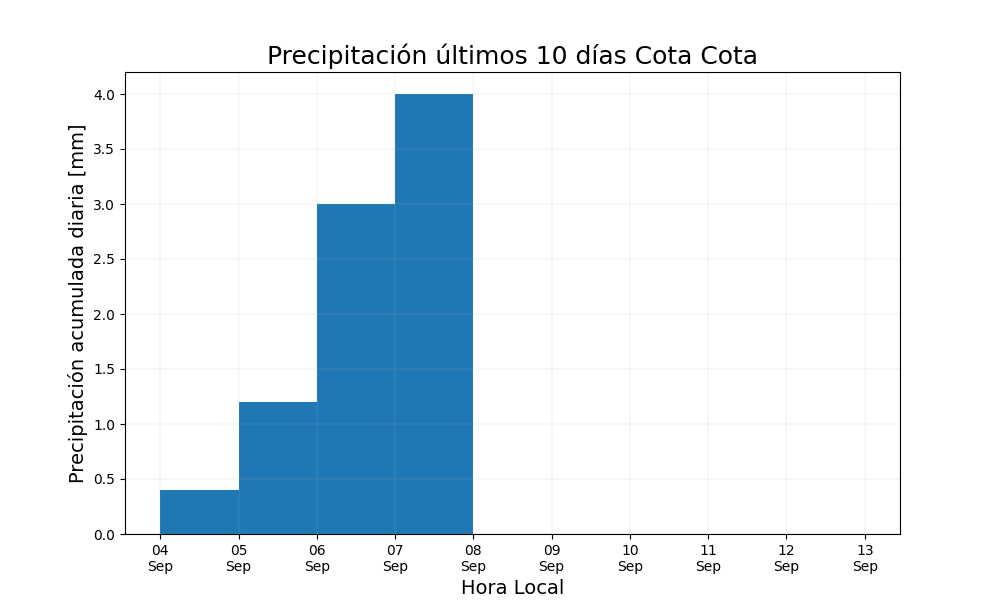 Precipitación últimos 10 días Cota Cota
Precipitación acumulada diaria [mm]
4.0
3.5
3.0
2.5
2.0
1.5
1.0
0.5
0.0
04 05 06 07 08 09 10 11 12 13
Sep Sep Sep Sep Sep Sep Sep Sep Sep Sep
Hora Local